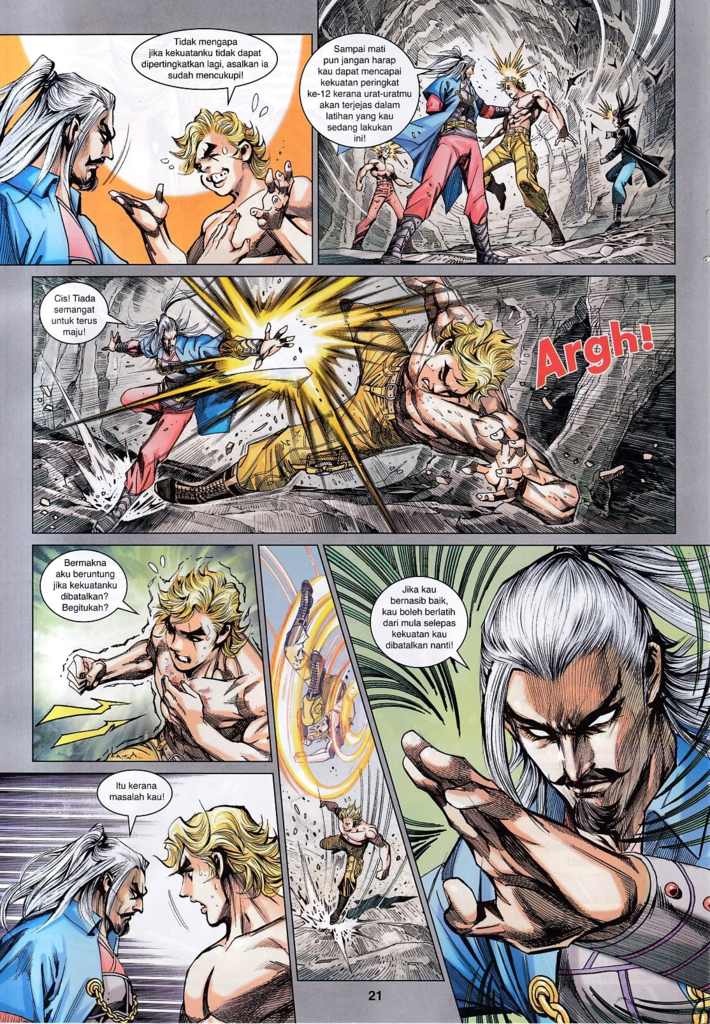 Tidak mengapa
jika kekuatanku tidak dapat
dipertingkatkan lagi, asalkan ia
sudah mencukupi!
Sampai mati
pun jangan harap
kau dapat mencapai
kekuatan peringkat
ke-12 kerana urat-uratmu
akan terjejas dalam
latihan yang kau
sedang lakukan
ini!
Cis! Tiada
semangat
untuk terus
maju!
Argh!
Bermakna
aku beruntung
jika kekuatanku
dibatalkan?
Begitukah?
Jika kau
bernasib baik,
kau boleh berlatih
dari mula selepas
kekuatan kau
dibatalkan nanti!
Itu kerana
masalah kau!
21